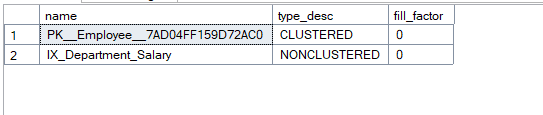 name type_desc fill_factor
1 PK__Employee__7AD04FF159D72AC0 CLUSTERED 0
2 IX_Department_Salary NONCLUSTERED 0